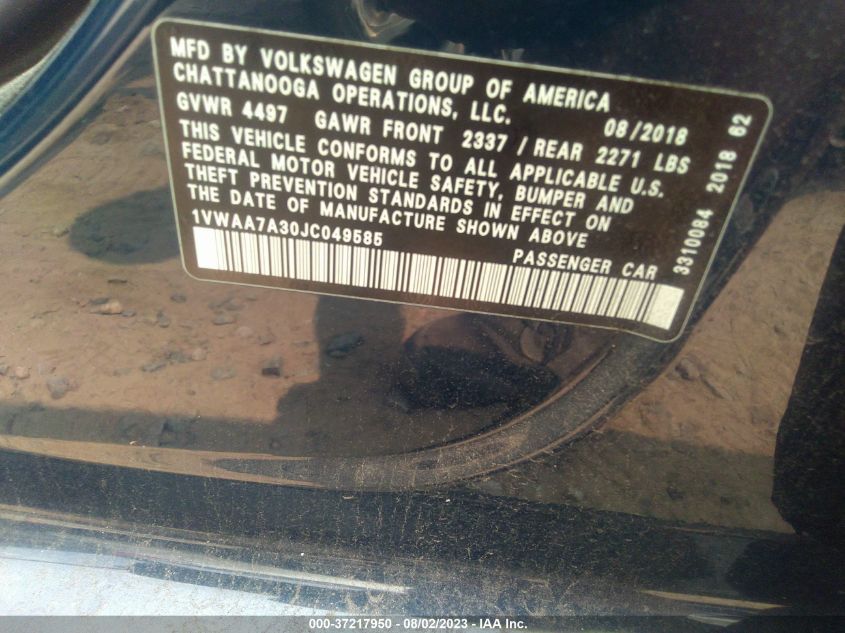 MFD BY VOLKSWAGEN GROUP OF AMERICA
CHATTANOOGA OPERATIONS, LLC.
08/2018
GVWR 4497 GAWR FRONT 2337 / REAR 2271 LBS
THIS VEHICLE CONFORMS TO ALL APPLICABLE U.S.
FEDERAL MOTOR VEHICLE SAFETY, BUMPER AND
THEFT PREVENTION STANDARDS IN EFFECT ON
THE DATE OF MANUFACTURE SHOWN ABOVE
1VWAA7A30JC049585
PASSENGER CAR
3310084 2018 62
000-37217950 - 08/02/2023 - IAA Inc.